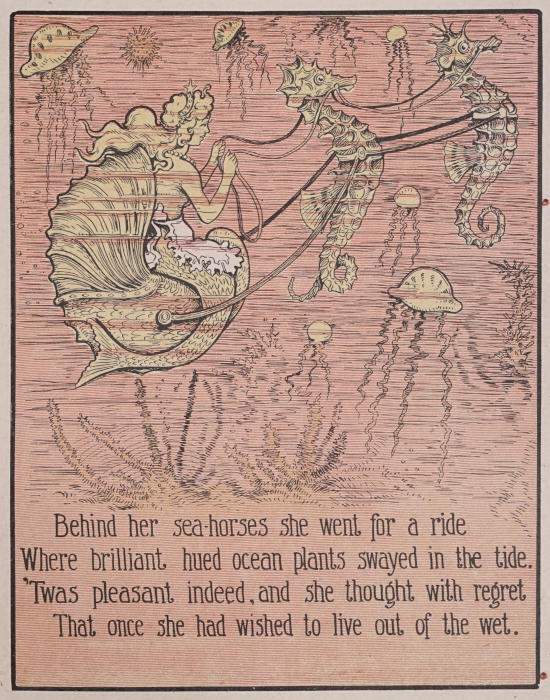 Behind her sea-horses she went for a ride
Where brilliant hued ocean plants swayed in the tide.
'Twas pleasant indeed, and she thought with regret
That once she had wished to live out of the wet.